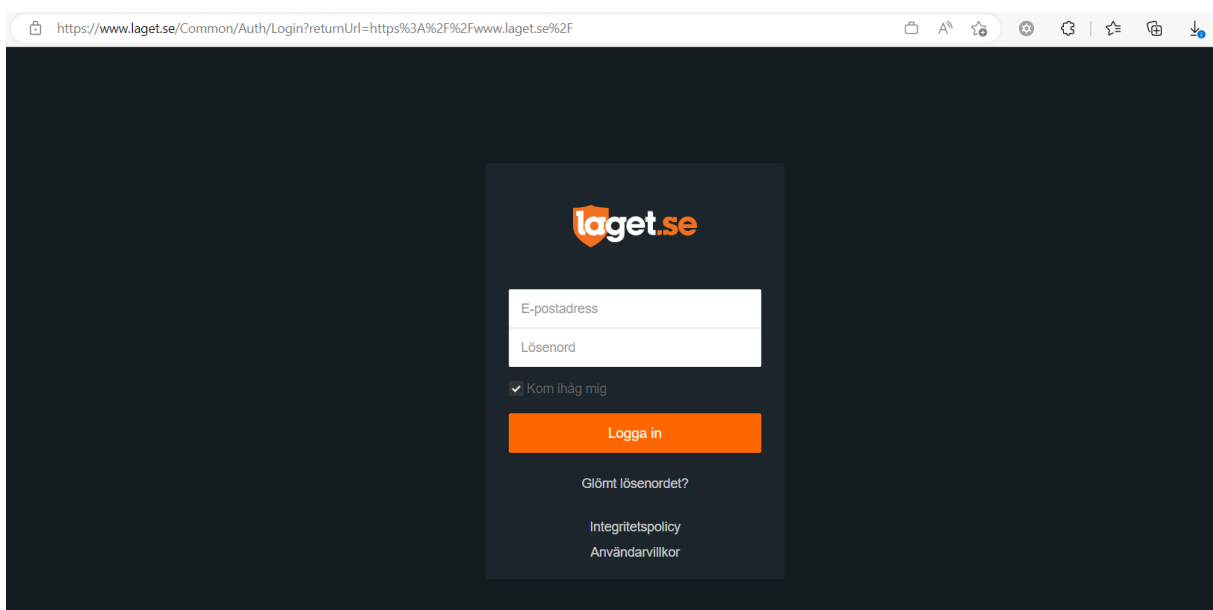 https://www.laget.se/Common/Auth/Login?returnUrl=https%3A%2F%2Fwww.laget.se%2F
laget.se
E-postadress
Lösenord
Kom ihåg mig
Logga in
Glömt lösenordet?
Integritetspolicy
Användarvillkor